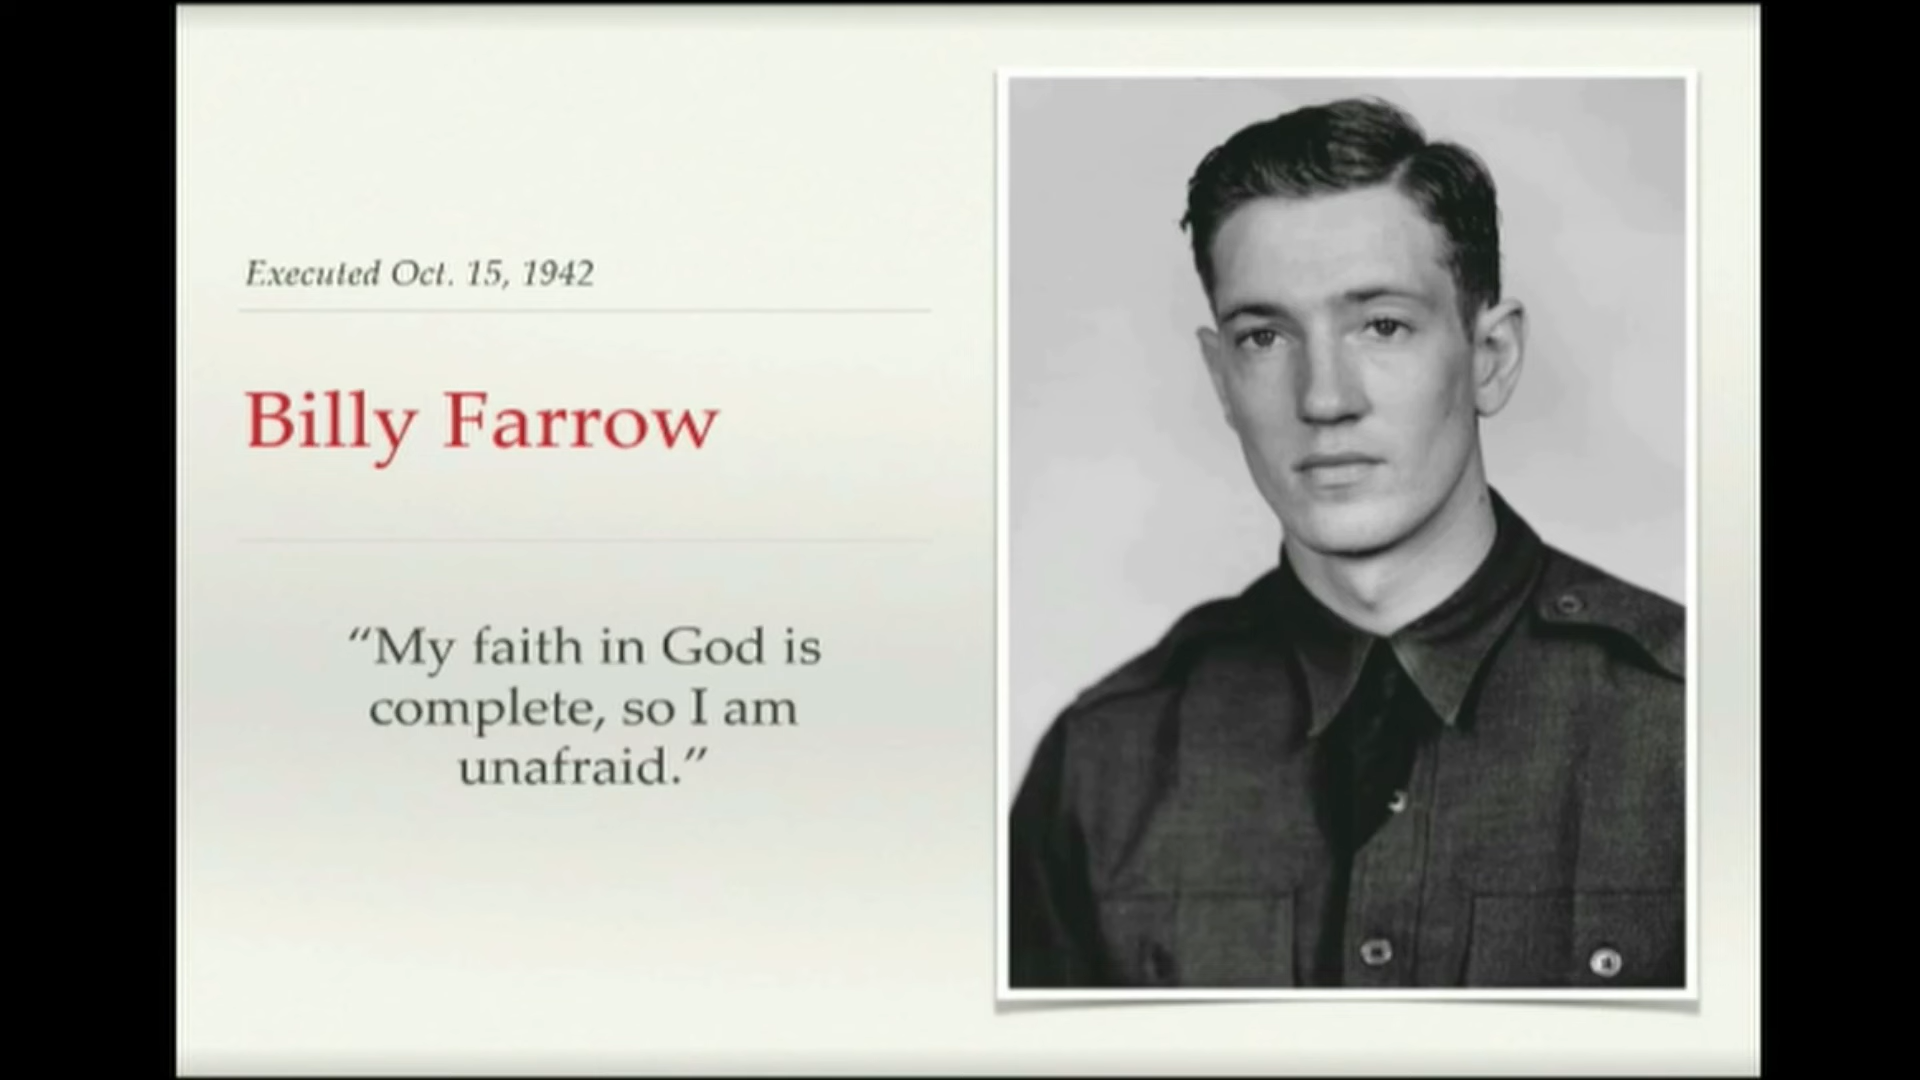 Executed Oct. 15, 1942
Billy Farrow
“My faith in God is
complete, so I am
unafraid.”